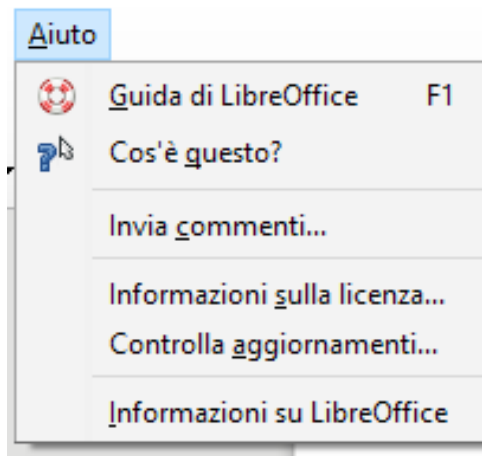 Aiuto
Guida di LibreOffice F1
Cos'è questo?
Invia commenti...
Informazioni sulla licenza...
Controlla aggiornamenti...
Informazioni su LibreOffice